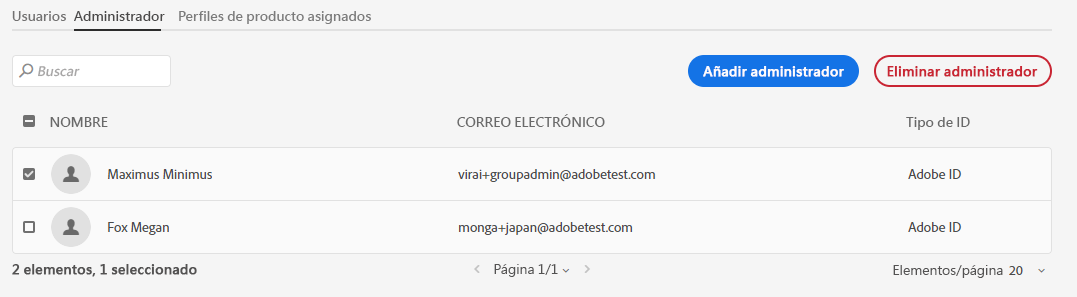 Usuarios Administrador Perfiles de producto asignados
Buscar Añadir administrador Eliminar administrador
NOMBRE CORREO ELECTRÓNICO Tipo de ID
Maximus Minimus virai+groupadmin@adobetest.com Adobe ID
Fox Megan monga+japan@adobetest.com Adobe ID
2 elementos, 1 seleccionado Página 1/1 Elementos/página 20